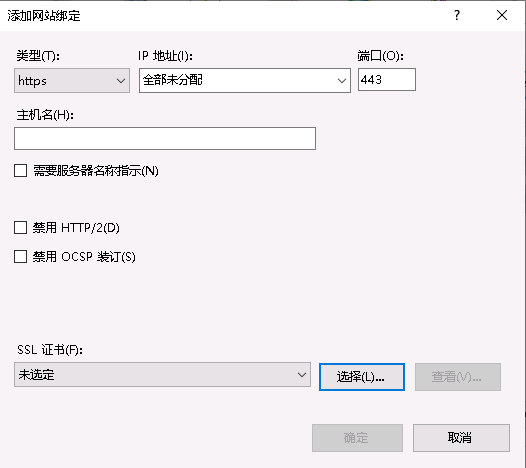 添加网站绑定
?
类型(T):
IP 地址(I):
端口(O):
https
全部未分配
443
主机名(H):
需要服务器名称指示(N)
禁用 HTTP/2(D)
禁用 OCSP 装订(S)
SSL 证书(F):
未选定
选择(L)...
查看(V)...
确定
取消